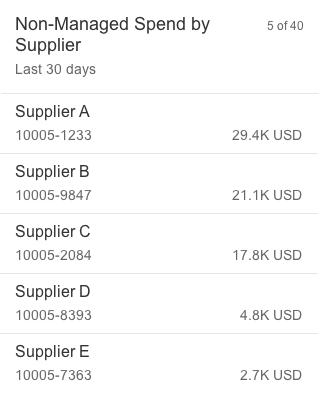 Non-Managed Spend by
Supplier
5 of 40
Last 30 days
Supplier A
10005-1233 29.4K USD
Supplier B
10005-9847 21.1K USD
Supplier C
10005-2084 17.8K USD
Supplier D
10005-8393 4.8K USD
Supplier E
10005-7363 2.7K USD